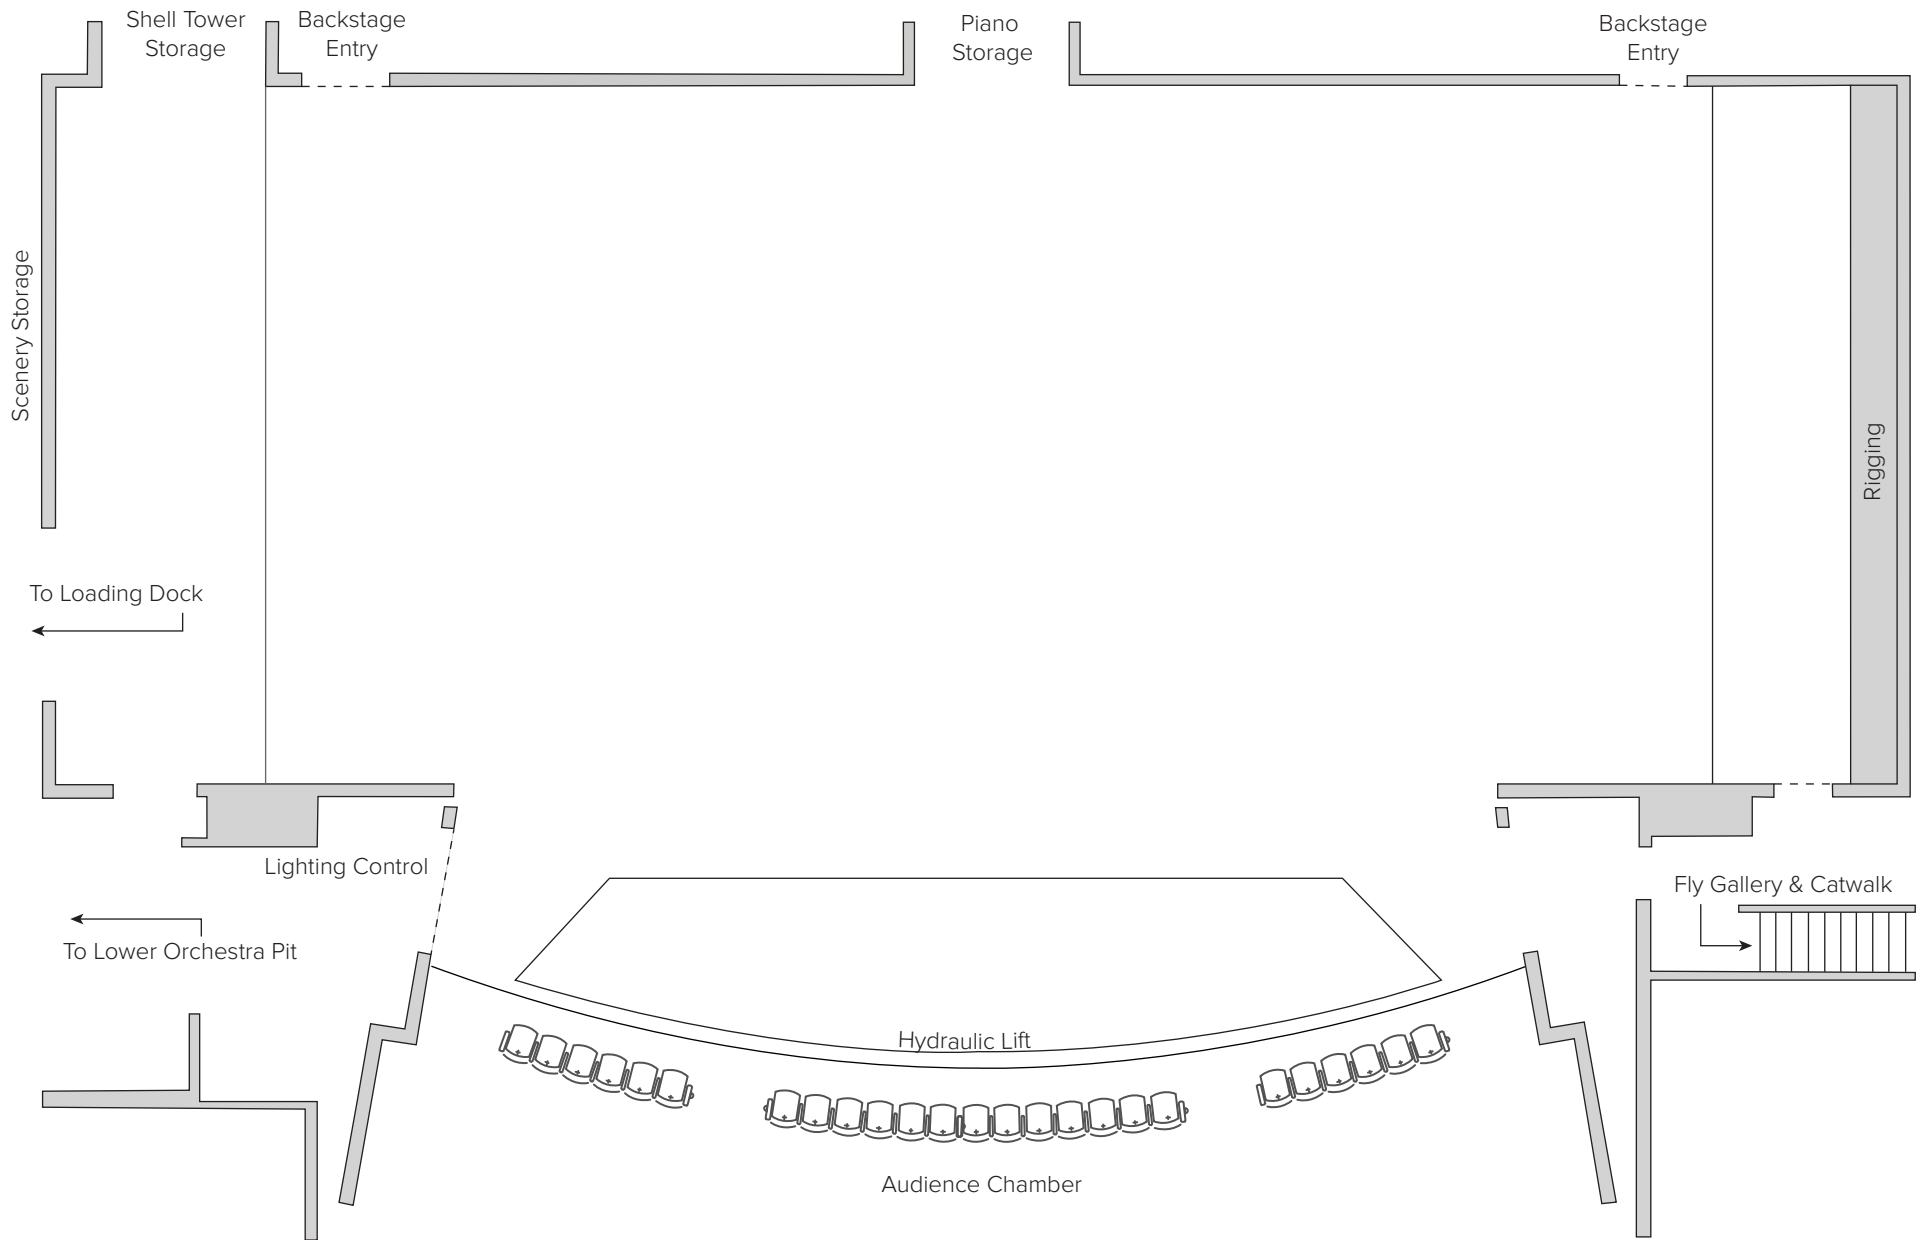 Shell Tower
Storage
Backstage
Entry
Piano
Storage
Backstage
Entry
Scenery Storage
Rigging
To Loading Dock
Lighting Control
Fly Gallery & Catwalk
To Lower Orchestra Pit
Hydraulic Lift
Audience Chamber